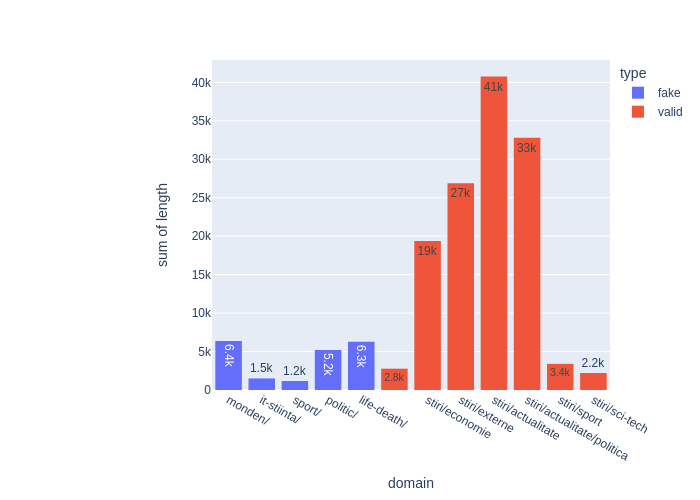 type
fake
valid
sum of length
40k
35k
30k
25k
20k
15k
10k
5k
0
6.4k
1.5k
1.2k
5.2k
6.3k
2.8k
19k
27k
41k
33k
3.4k
2.2k
monden/
it-stiinta/
sport/
politic/
life-death/
stiri/economie
stiri/externe
stiri/actualitate
stiri/actualitate/politica
stiri/sport
stiri/sci-tech
domain